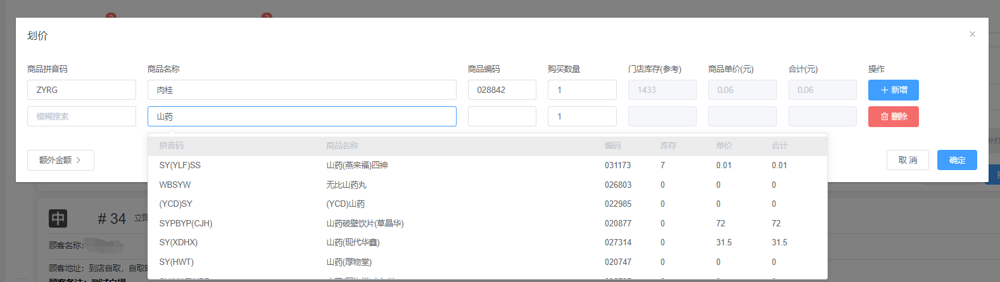 2 2
划价
商品拼音码 商品名称 商品编码 购买数量 门店库存(参考) 商品单价(元) 合计(元) 操作
ZYRG 肉桂 028842 1 1433 0.06 0.06 新增
模糊搜索 山药 1 删除
拼音码 商品名称 编码 库存 单价 合计
额外金额 取 消 确定
SY(YLF)SS 山药(燕来福)四神 031173 7 0.01 0.01
WBSYW 无比山药丸 026803 0 0 0
(YCD)SY (YCD)山药 022985 0 0 0
中 # 34 立即
SYPBYP(CJH) 山药破壁饮片(草晶华) 020877 0 72 72
顾客名称:
SY(XDHX) 山药(现代华鑫) 027314 0 31.5 31.5
SY(HWT) 山药(厚物堂) 020747 0 0 0
顾客地址：到店自取，自取